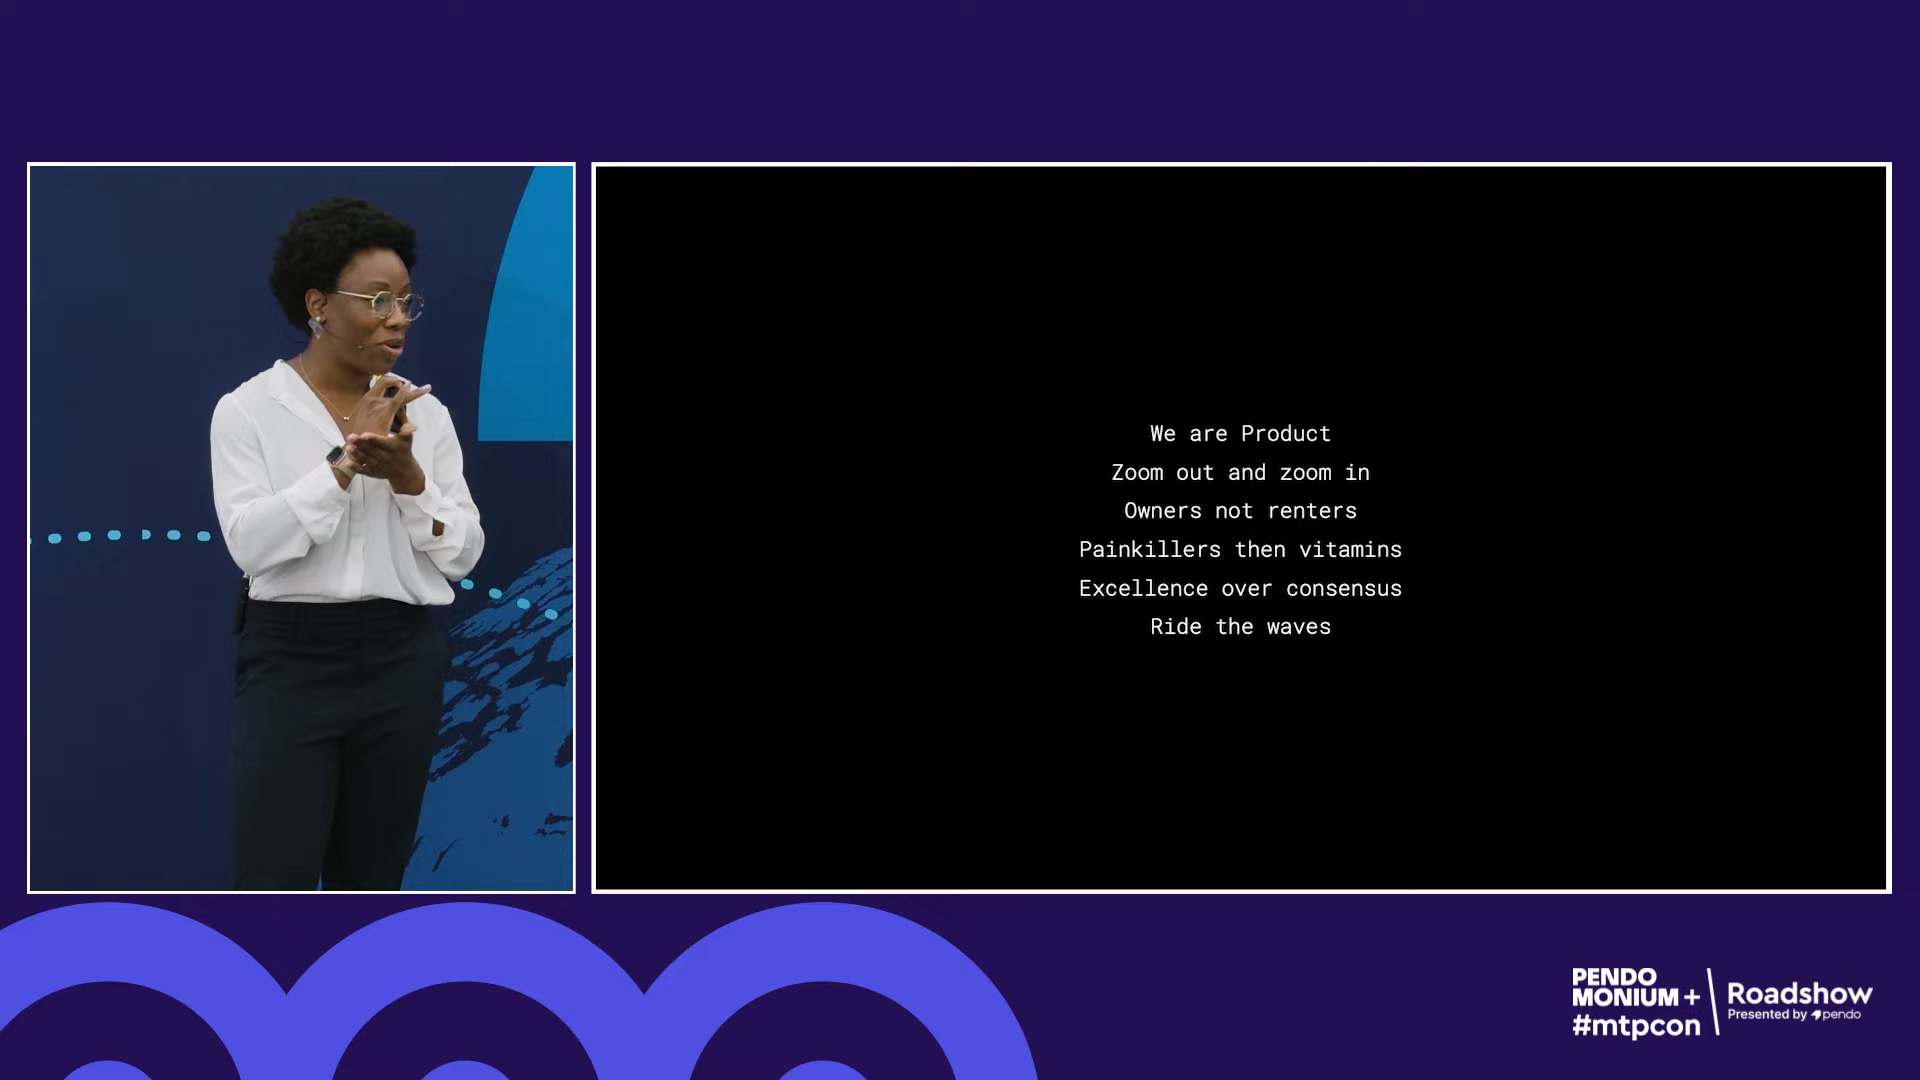 We are Product
Zoom out and zoom in
Owners not renters
Painkillers then vitamins
Excellence over consensus
Ride the waves
PENDO
MONIUM +
#mtpcon
Roadshow
Presented by pendo